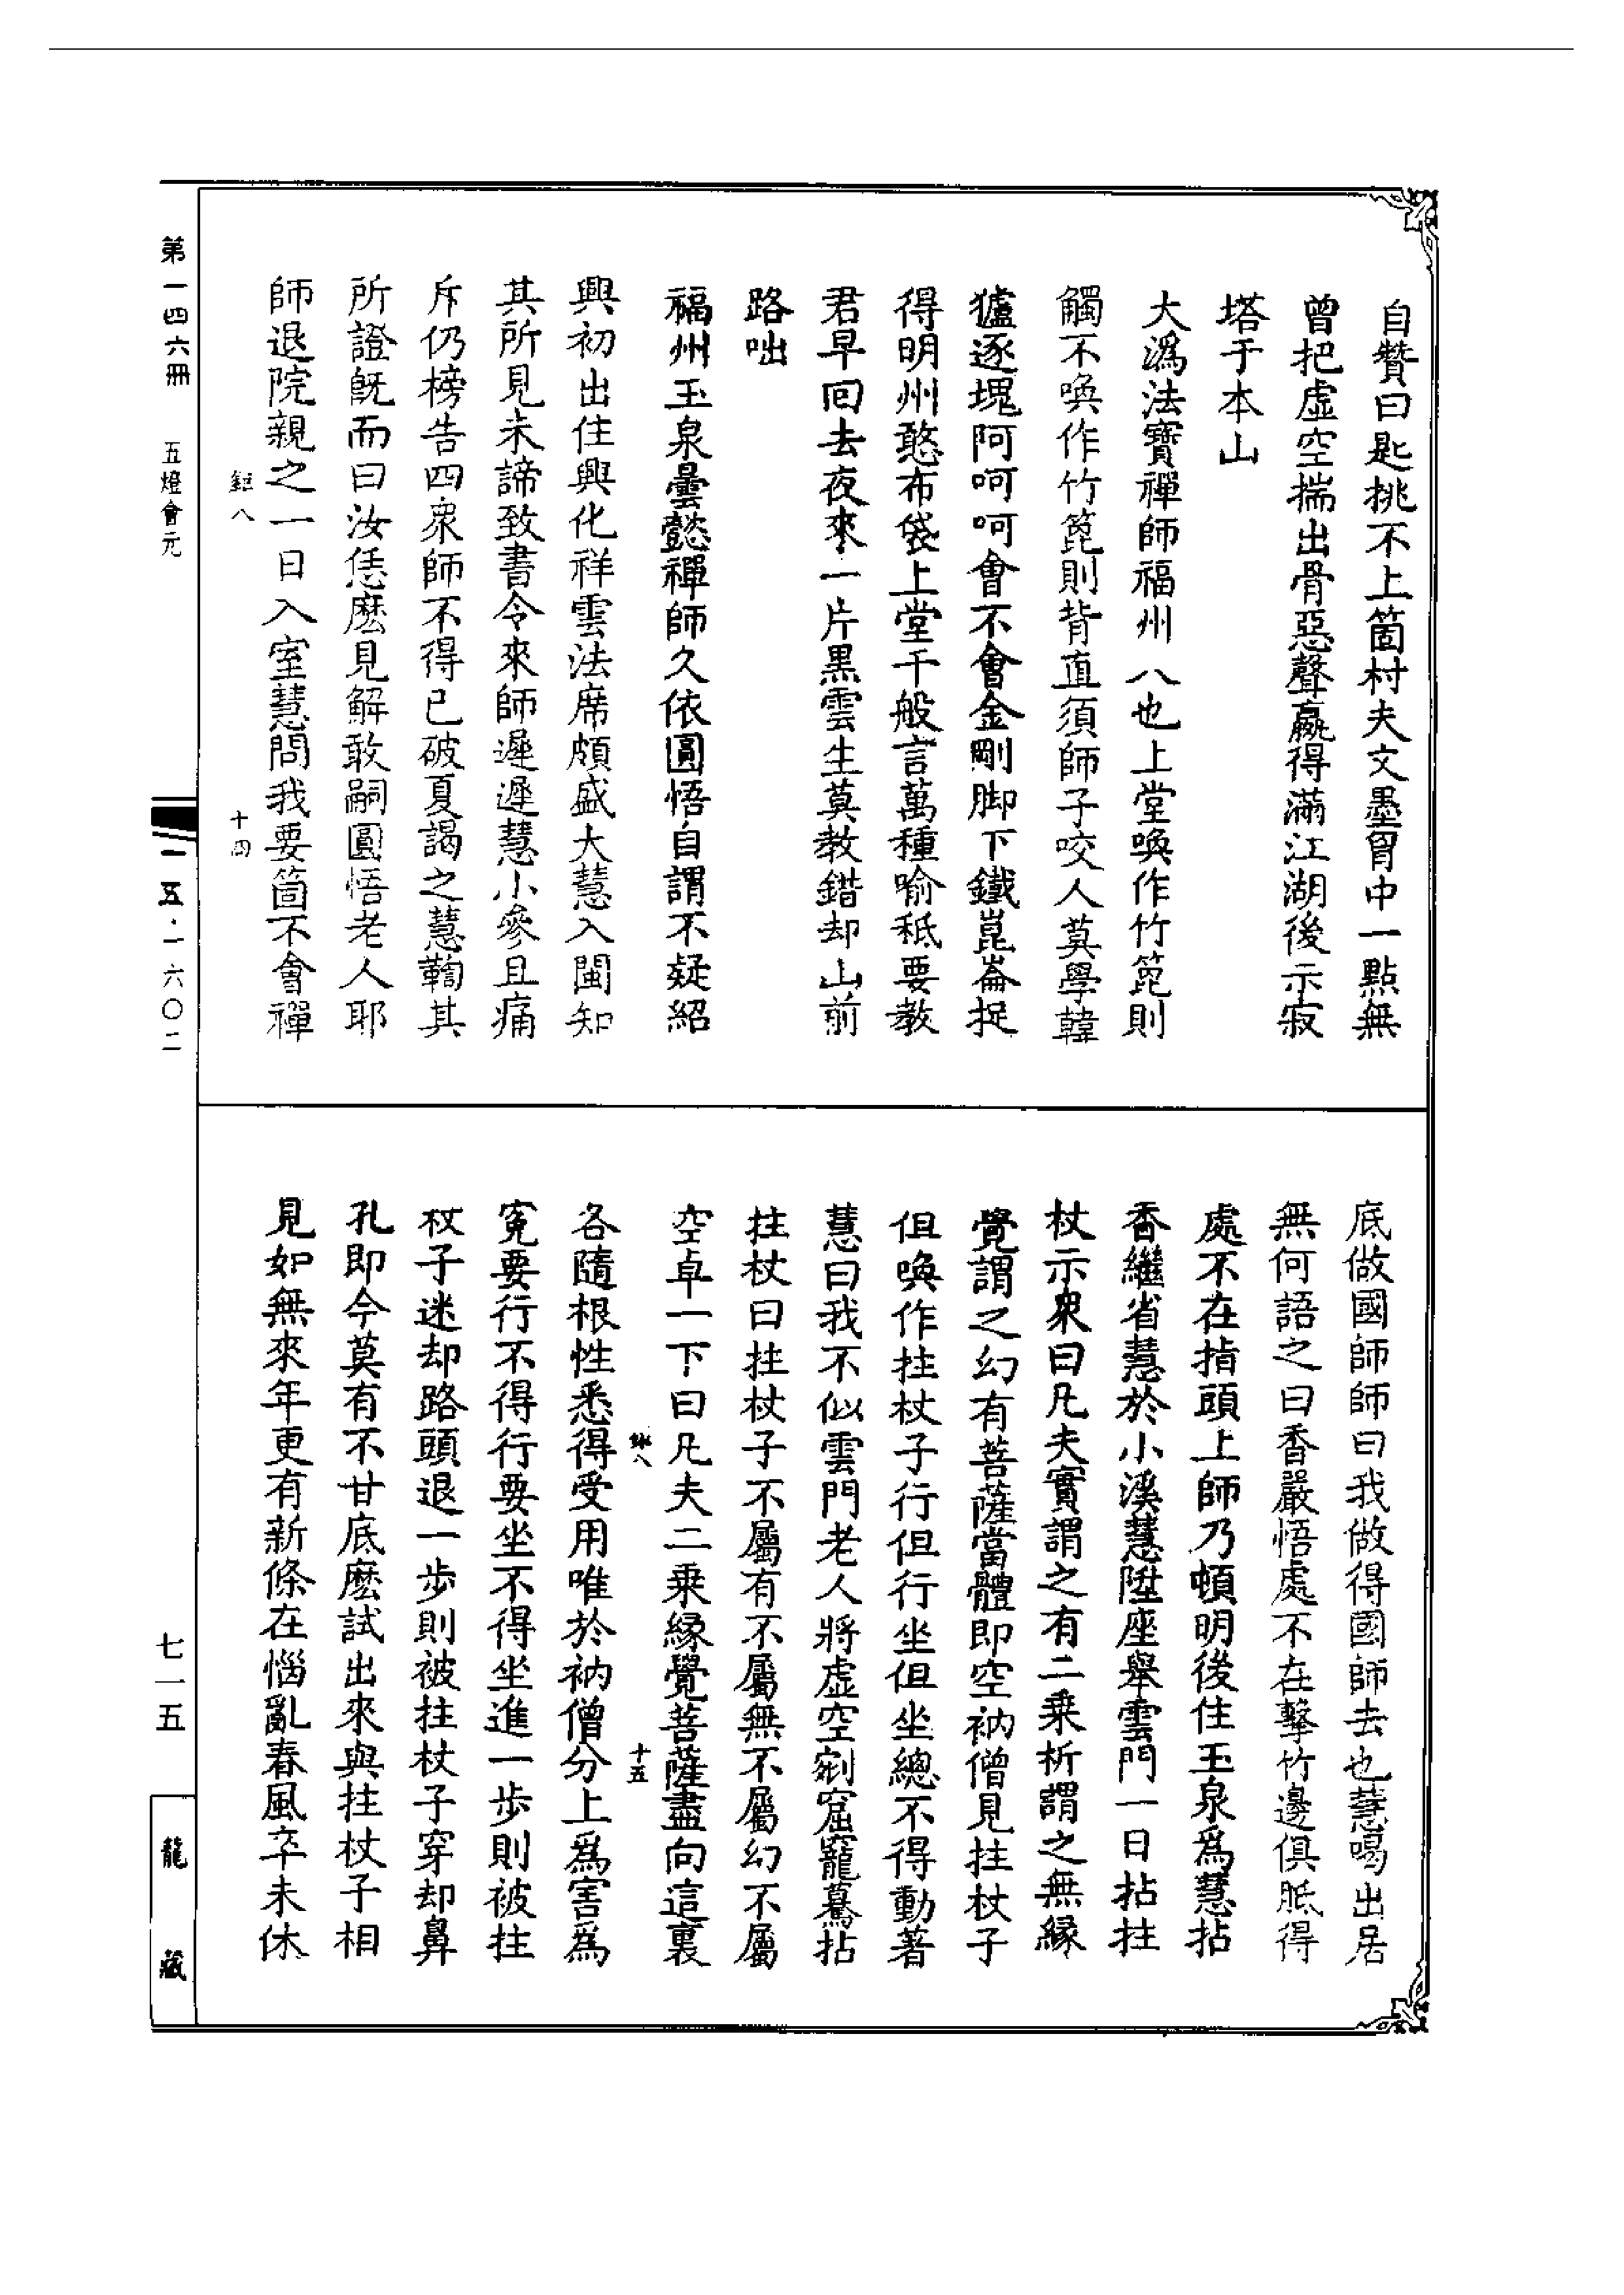 自贊曰匙挑不上箇村夫文墨胷中一點無
曾把虛空揣出骨惡聲嬴得滿江湖後示寂
塔于本山
大溈法寶禪師福州人也上堂喚作竹篦則
觸不喚作竹篦則背直須師子咬人莫學韓
獹逐塊阿呵呵會不會金剛脚下鐵崑崙捉
得明州憨布袋上堂千般言萬種喻秖要教
君早回去夜來一片黑雲生莫教錯却山前
路咄
福州玉泉曇懿禪師久依圓悟自謂不疑紹
興初出住興化祥雲法席頗盛大慧入閩知
其所見未諦致書令來師遲遲慧小參且痛
斥仍榜告四衆師不得已破夏謁之慧鞫其
所證旣而曰汝恁麽見解敢嗣圓悟老人耶
師退院親之一日入室慧問我要箇不會禪
鉅八
十四
底做國師師曰我做得國師去也慧喝出居
無何語之曰香嚴悟處不在擊竹邊俱胝得
處不在指頭上師乃頓明後住玉泉爲慧拈
香繼省慧於小溪慧陞座舉雲門一日拈拄
杖示衆曰凡夫實謂之有二乘析謂之無緣
覺謂之幻有菩薩當體即空衲僧見拄杖子
但喚作拄杖子行但行坐但坐總不得動著
慧曰我不似雲門老人將虛空剜窟竉驀拈
拄杖曰拄杖子不屬有不屬無不屬幻不屬
空卓一下曰凡夫二乘緣覺菩薩盡向這裏
十五
各隨根性悉得受用唯於衲僧分上爲害爲
寃要行不得行要坐不得坐進一步則被拄
杖子迷却路頭退一步則被拄杖子穿却鼻
孔即今莫有不甘底麽試出來與拄杖子相
見如無來年更有新條在惱亂春風卒未休
第一四六冊
五燈會元
一一五·一六〇二
七一五
龍藏